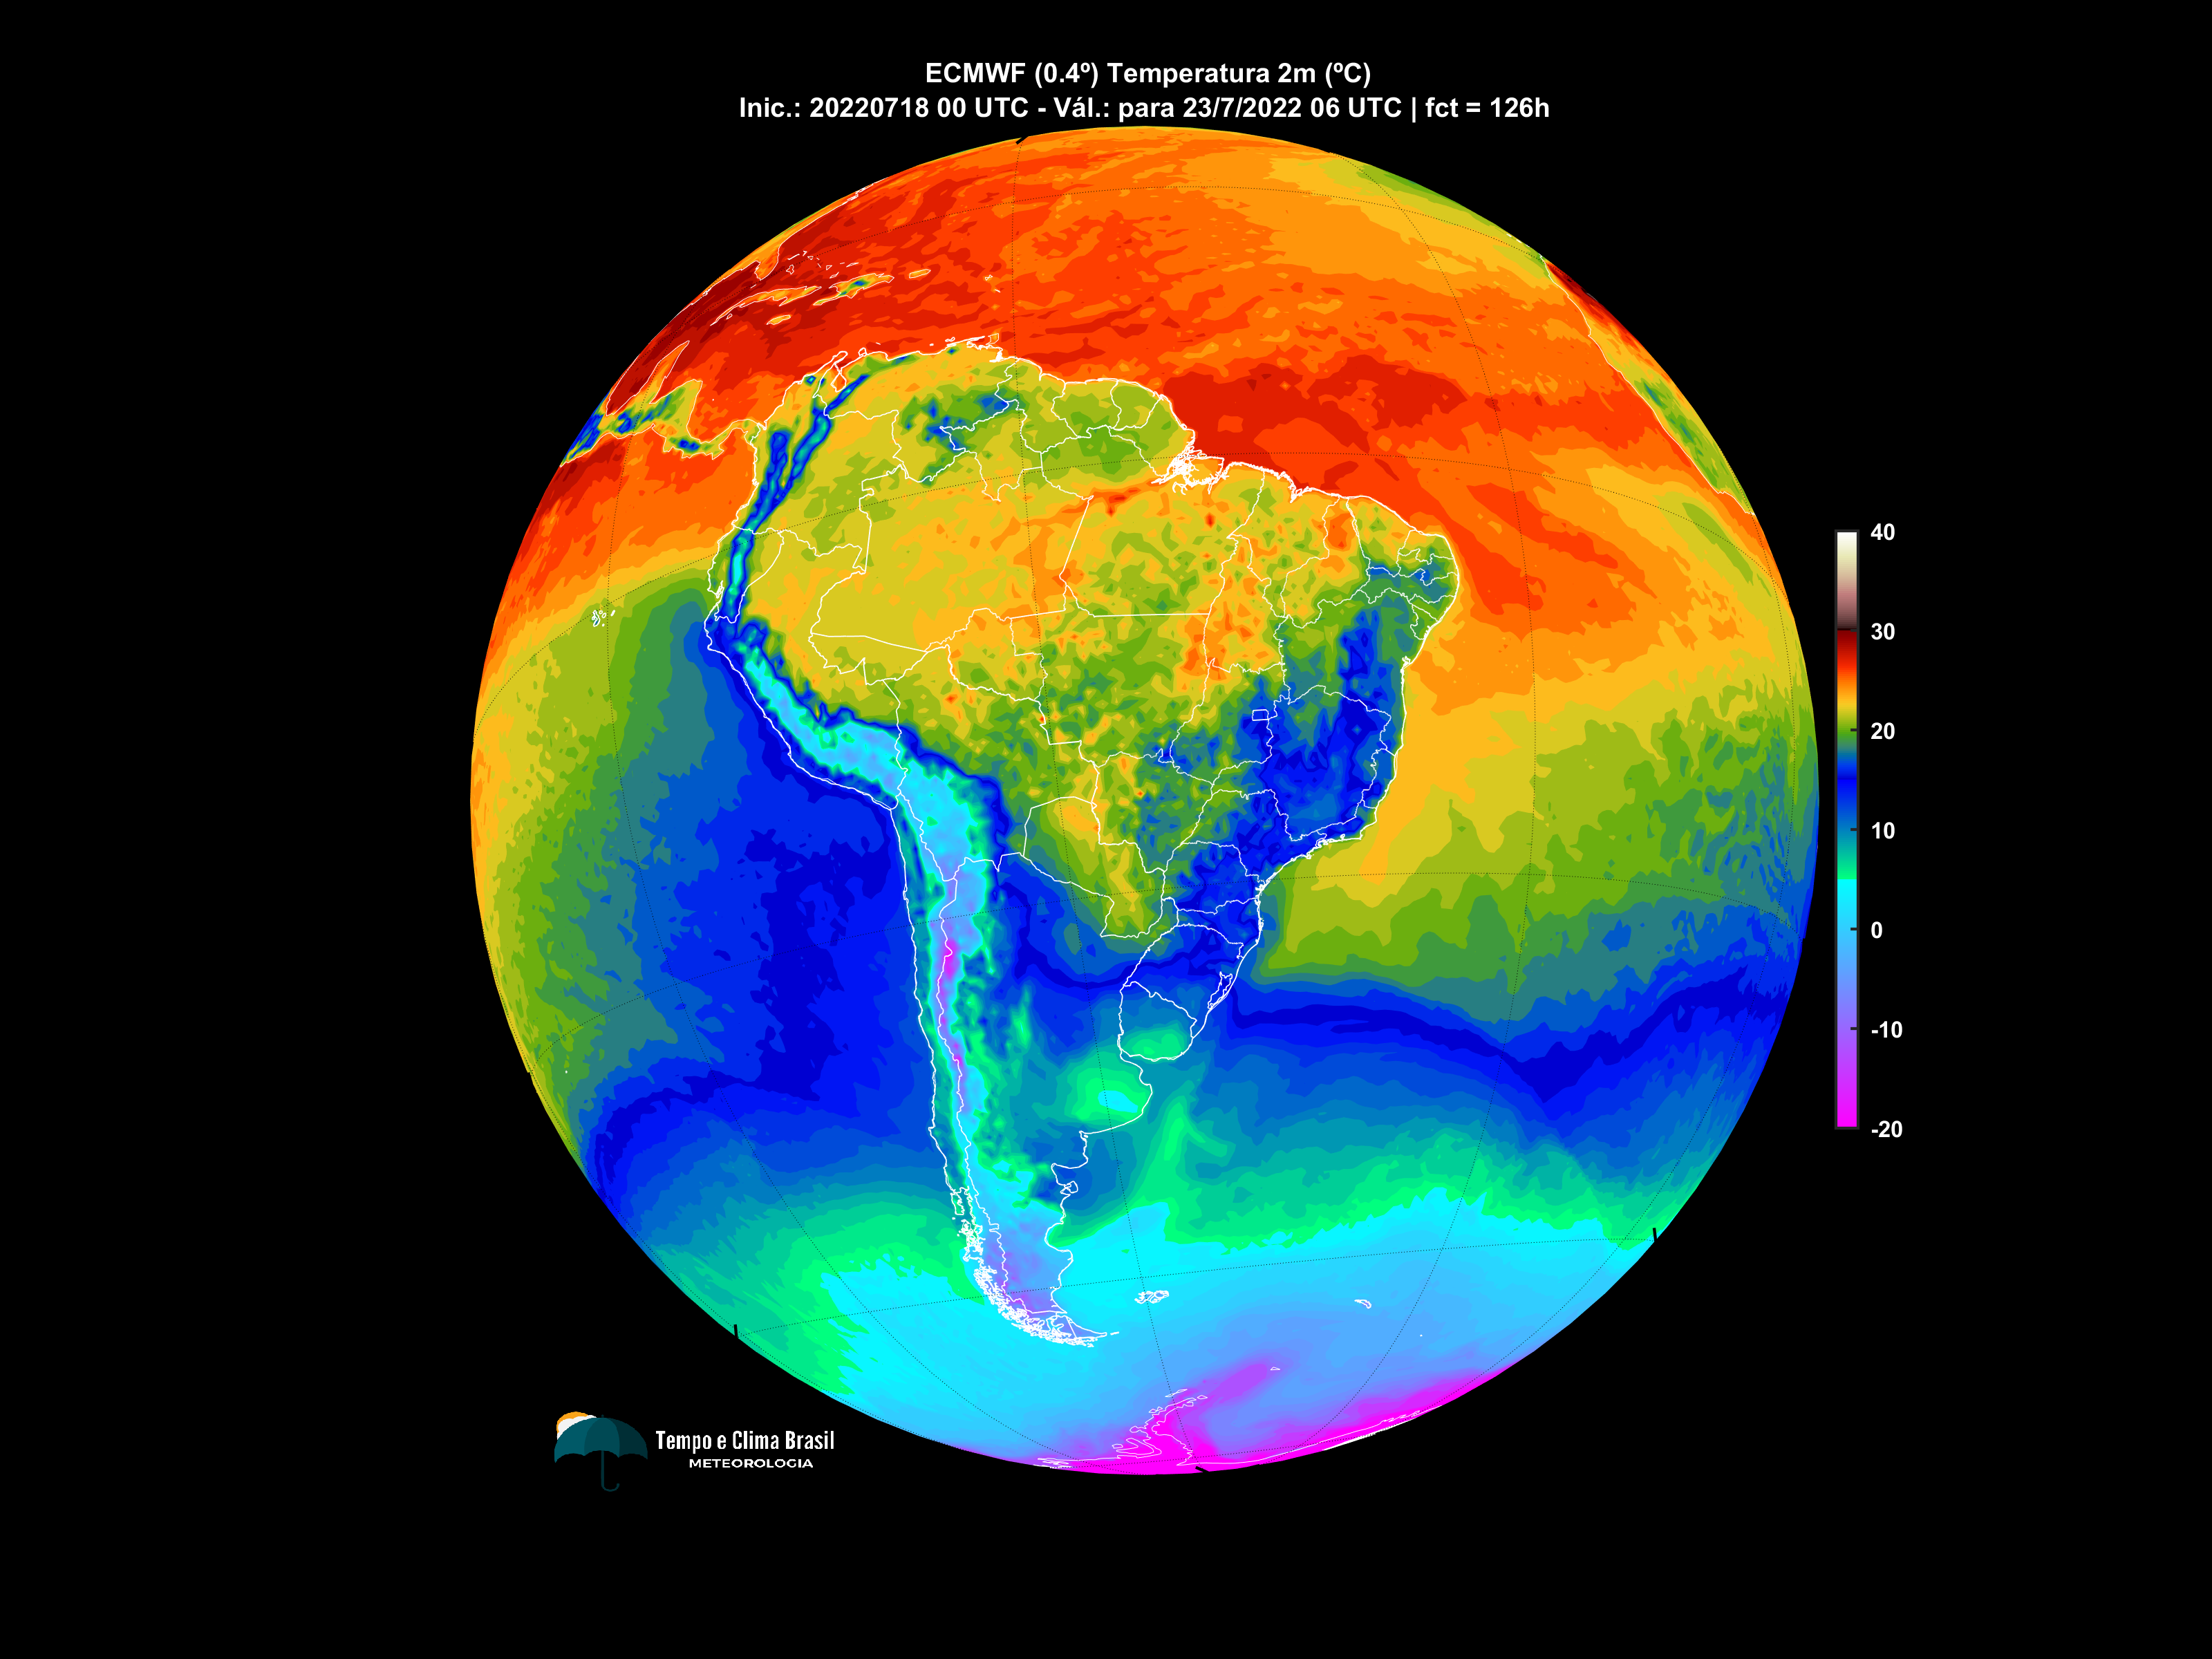 ECMWF (0.4º) Temperatura 2m (ºC)
Inic.: 20220718 00 UTC - Vál.: para 23/7/2022 06 UTC | fct = 126h
40
30
20
10
0
-10
-20
Tempo e Clima Brasil
METEOROLOGIA